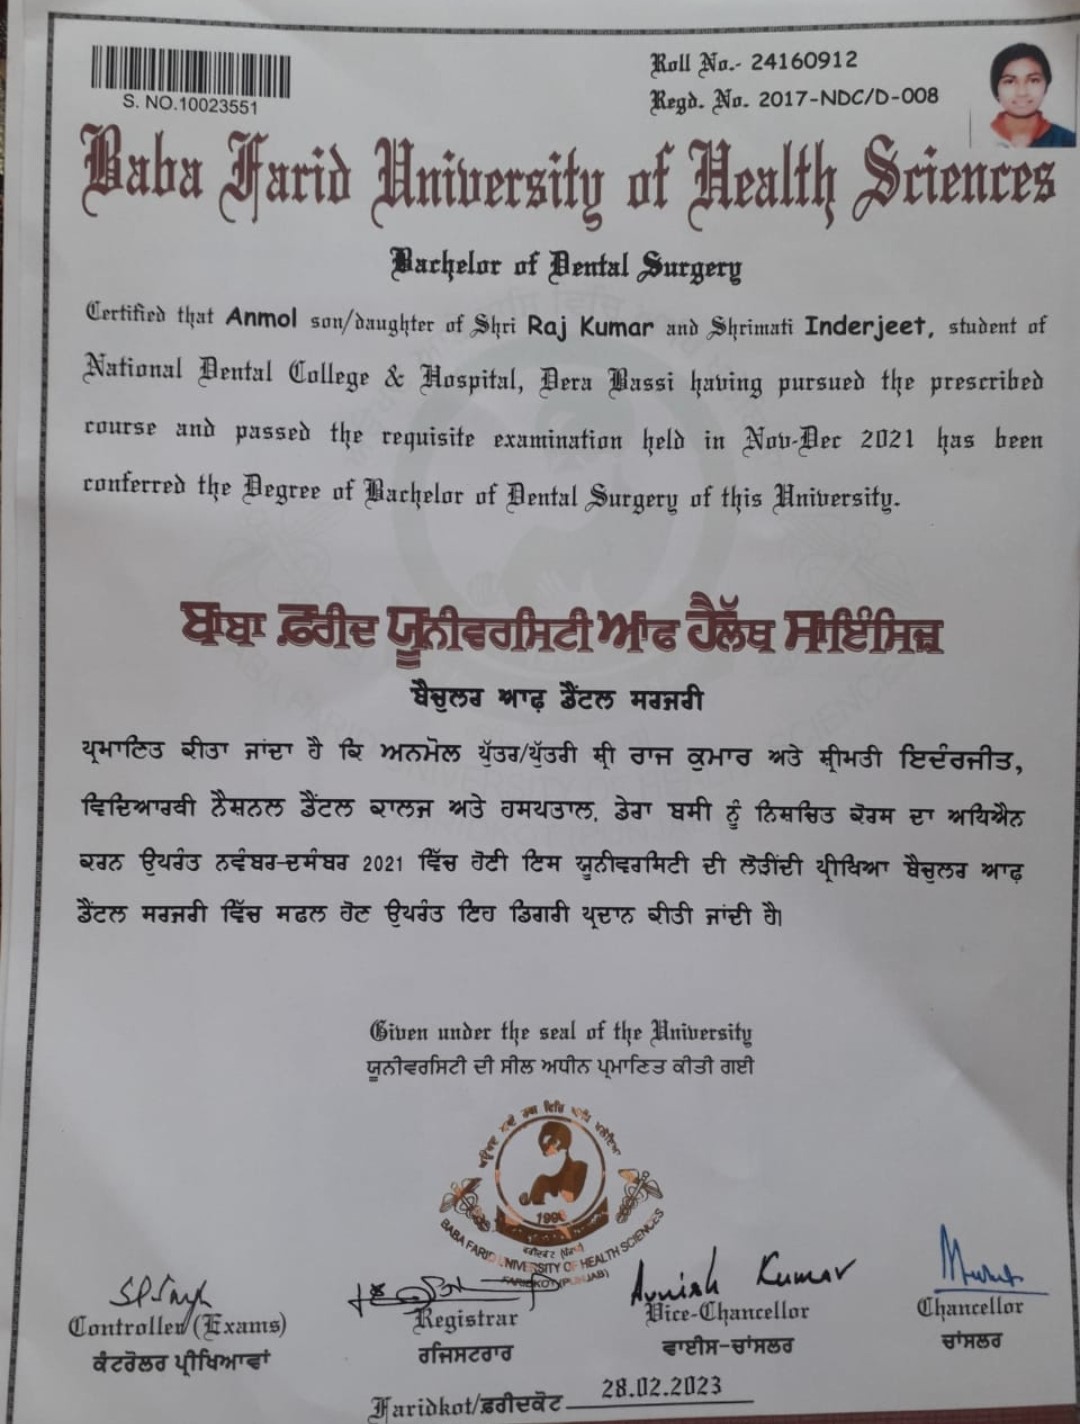 S. NO.10023551
Roll No.- 24160912
Regd. No. 2017-NDC/D-008
Baba Farid University of Health Sciences
Bachelor of Dental Surgery
Certified that Anmol son/daughter of Shri Raj Kumar and Shrimati Inderjeet, student of
National Dental College & Hospital, Dera Bassi having pursued the prescribed
course and passed the requisite examination held in Nov-Dec 2021 has been
conferred the Degree of Bachelor of Dental Surgery of this University.
ਬਾਬਾ ਫ਼ਰੀਦ ਯੂਨੀਵਰਸਿਟੀ ਆਫ ਹੈਲੱਥ ਸਾਇੰਸਿਜ਼
ਬੈਚੁਲਰ ਆਫ਼ ਡੈਂਟਲ ਸਰਜਰੀ
ਪ੍ਰਮਾਣਿਤ ਕੀਤਾ ਜਾਂਦਾ ਹੈ ਕਿ ਅਨਮੋਲ ਪੁੱਤਰ/ਪੁੱਤਰੀ ਸ਼੍ਰੀ ਰਾਜ ਕੁਮਾਰ ਅਤੇ ਸ਼੍ਰੀਮਤੀ ਇਦੰਰਜੀਤ,
ਵਿਦਿਆਰਥੀ ਨੈਸ਼ਨਲ ਡੈਂਟਲ ਕਾਲਜ ਅਤੇ ਹਸਪਤਾਲ, ਡੇਰਾ ਬਸੀ ਨੂੰ ਨਿਸ਼ਚਿਤ ਕੋਰਸ ਦਾ ਅਧਿਐਨ
ਕਰਨ ਉਪਰੰਤ ਨਵੰਬਰ-ਦਸੰਬਰ 2021 ਵਿੱਚ ਹੋਈ ਇਸ ਯੂਨੀਵਰਸਿਟੀ ਦੀ ਲੋੜੀਂਦੀ ਪ੍ਰੀਖਿਆ ਬੈਚੁਲਰ ਆਫ਼
ਡੈਂਟਲ ਸਰਜਰੀ ਵਿੱਚ ਸਫਲ ਹੋਣ ਉਪਰੰਤ ਇਹ ਡਿਗਰੀ ਪ੍ਰਦਾਨ ਕੀਤੀ ਜਾਂਦੀ ਹੈ।
Given under the seal of the University
ਯੂਨੀਵਰਸਿਟੀ ਦੀ ਸੀਲ ਅਧੀਨ ਪ੍ਰਮਾਣਿਤ ਕੀਤੀ ਗਈ
BABA FARID UNIVERSITY OF HEALTH SCIENCES
FARIDKOT (PUNJAB)
Avnish Kumar
Controller (Exams)
Registrar
Vice-Chancellor
Chancellor
ਕੰਟਰੋਲਰ ਪ੍ਰੀਖਿਆਵਾਂ
ਰਜਿਸਟਰਾਰ
ਵਾਈਸ-ਚਾਂਸਲਰ
ਚਾਂਸਲਰ
Faridkot/ਫ਼ਰੀਦਕੋਟ 28.02.2023